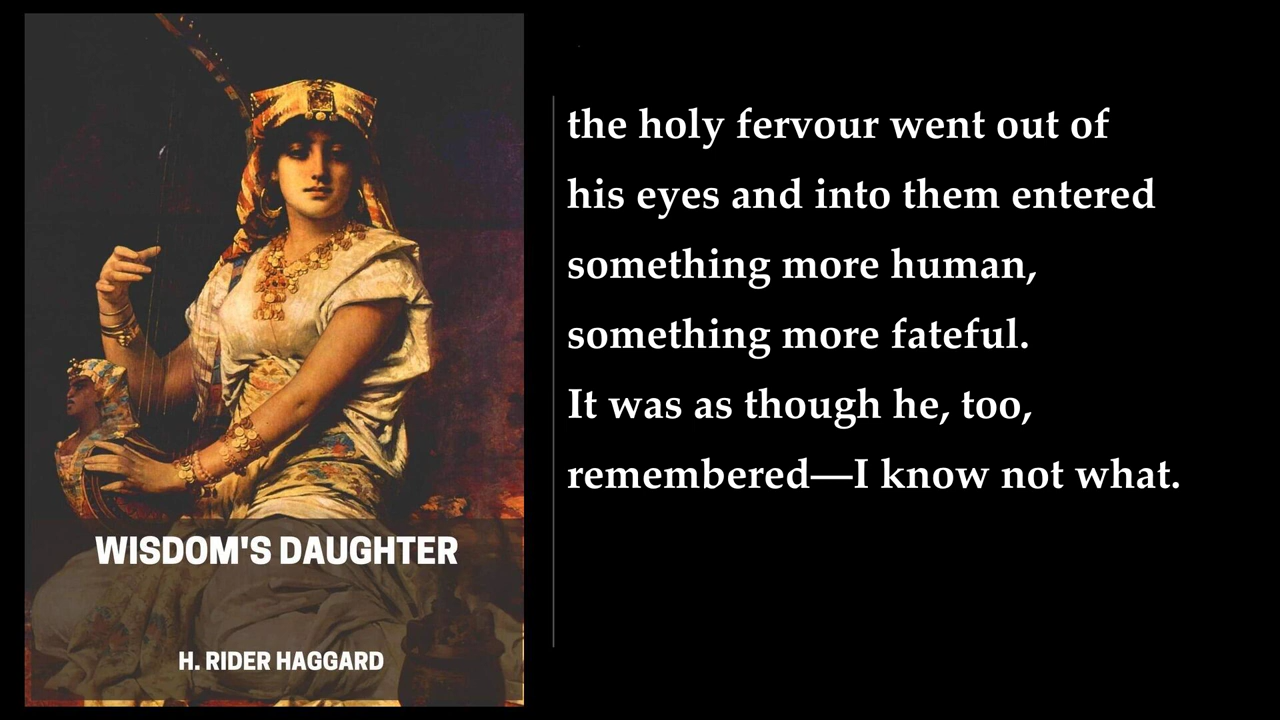 WISDOM'S DAUGHTER
H. RIDER HAGGARD
the holy fervour went out of
his eyes and into them entered
something more human,
something more fateful.
It was as though he, too,
remembered—I know not what.